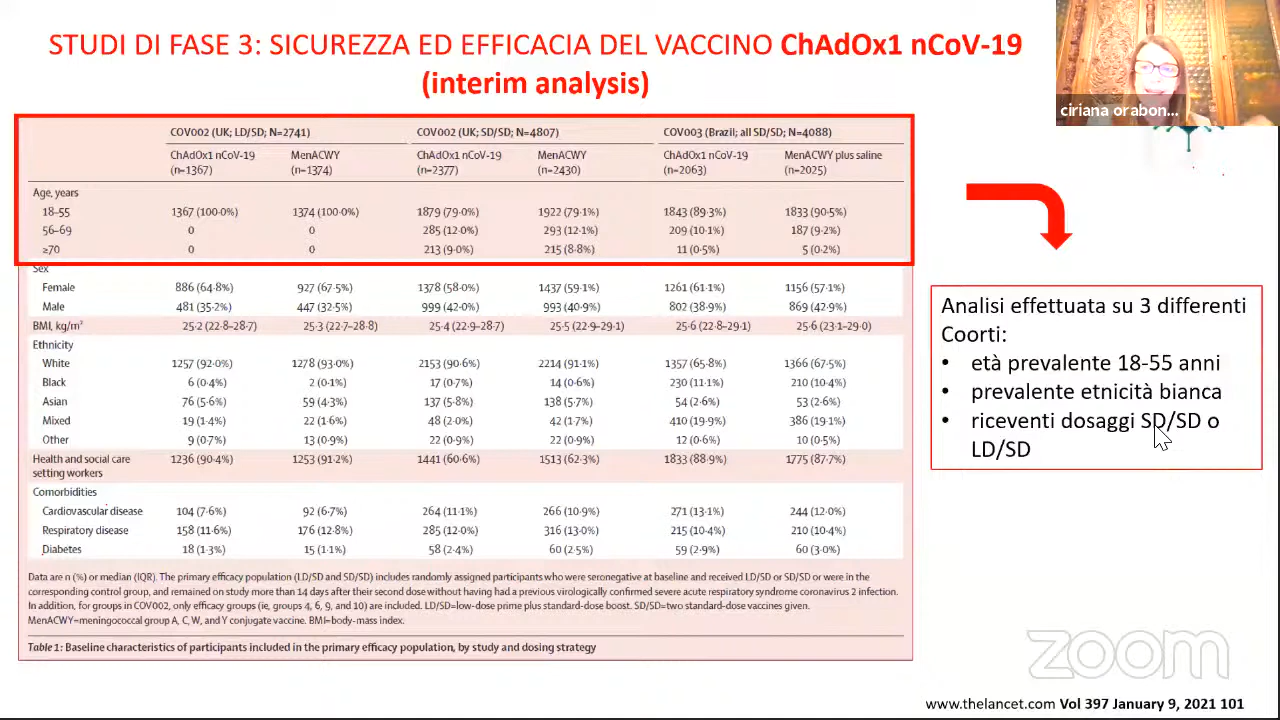 STUDI DI FASE 3: SICUREZZA ED EFFICACIA DEL VACCINO ChAdOx1 nCoV-19
(interim analysis)
ciriana orabon...
COV002 (UK; LD/SD; N=2741) COV002 (UK; SD/SD; N=4807) COV003 (Brazil; all SD/SD; N=4088)
ChAdOx1 nCoV-19 MenACWY ChAdOx1 nCoV-19 MenACWY ChAdOx1 nCoV-19 MenACWY plus saline
(n=1367) (n=1374) (n=2377) (n=2430) (n=2063) (n=2025)
Age, years
18–55 1367 (100·0%) 1374 (100·0%) 1879 (79·0%) 1922 (79·1%) 1843 (89·3%) 1833 (90·5%)
56–69 0 0 285 (12·0%) 293 (12·1%) 209 (10·1%) 187 (9·2%)
≥70 0 0 213 (9·0%) 215 (8·8%) 11 (0·5%) 5 (0·2%)
Sex
Female 886 (64·8%) 927 (67·5%) 1378 (58·0%) 1437 (59·1%) 1261 (61·1%) 1156 (57·1%)
Male 481 (35·2%) 447 (32·5%) 999 (42·0%) 993 (40·9%) 802 (38·9%) 869 (42·9%)
BMI, kg/m² 25·2 (22·8–28·7) 25·3 (22·7–28·8) 25·4 (22·9–28·7) 25·5 (22·9–29·1) 25·6 (22·8–29·1) 25·6 (23·1–29·0)
Ethnicity
White 1257 (92·0%) 1278 (93·0%) 2153 (90·6%) 2214 (91·1%) 1357 (65·8%) 1366 (67·5%)
Black 6 (0·4%) 2 (0·1%) 17 (0·7%) 14 (0·6%) 230 (11·1%) 210 (10·4%)
Asian 76 (5·6%) 59 (4·3%) 137 (5·8%) 138 (5·7%) 54 (2·6%) 53 (2·6%)
Mixed 19 (1·4%) 22 (1·6%) 48 (2·0%) 42 (1·7%) 410 (19·9%) 386 (19·1%)
Other 9 (0·7%) 13 (0·9%) 22 (0·9%) 22 (0·9%) 12 (0·6%) 10 (0·5%)
Health and social care 1236 (90·4%) 1253 (91·2%) 1441 (60·6%) 1513 (62·3%) 1833 (88·9%) 1775 (87·7%)
setting workers
Comorbidities
Cardiovascular disease 104 (7·6%) 92 (6·7%) 264 (11·1%) 266 (10·9%) 271 (13·1%) 244 (12·0%)
Respiratory disease 158 (11·6%) 176 (12·8%) 285 (12·0%) 316 (13·0%) 215 (10·4%) 210 (10·4%)
Diabetes 18 (1·3%) 15 (1·1%) 58 (2·4%) 60 (2·5%) 59 (2·9%) 60 (3·0%)
Data are n (%) or median (IQR). The primary efficacy population (LD/SD and SD/SD) includes randomly assigned participants who were seronegative at baseline and received LD/SD or SD/SD or were in the
corresponding control group, and remained on study more than 14 days after their second dose without having had a previous virologically confirmed severe acute respiratory syndrome coronavirus 2 infection.
In addition, for groups in COV002, only efficacy groups (ie, groups 4, 6, 9, and 10) are included. LD/SD=low-dose prime plus standard-dose boost. SD/SD=two standard-dose vaccines given.
MenACWY=meningococcal group A, C, W, and Y conjugate vaccine. BMI=body-mass index.
Table 1: Baseline characteristics of participants included in the primary efficacy population, by study and dosing strategy
Analisi effettuata su 3 differenti
Coorti:
• età prevalente 18-55 anni
• prevalente etnicità bianca
• riceventi dosaggi SD/SD o
LD/SD
zoom
www.thelancet.com Vol 397 January 9, 2021 101